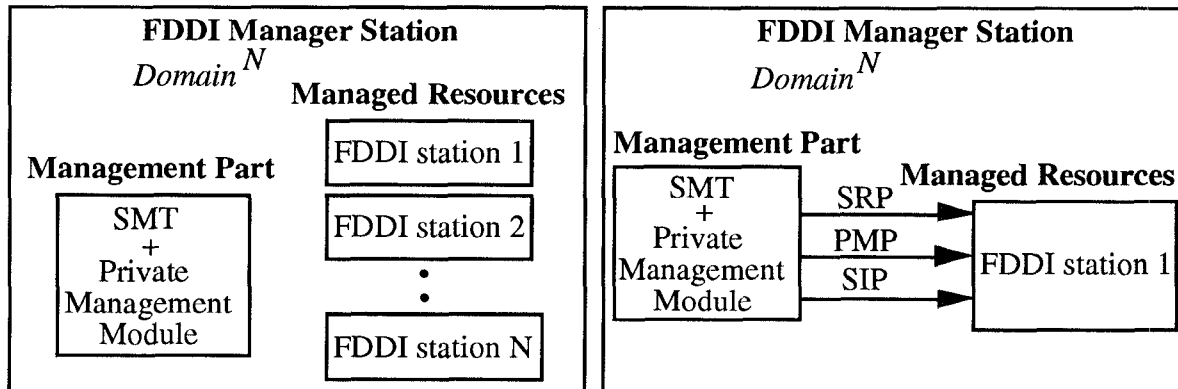 FDDI Manager Station
Domain N
Managed Resources
FDDI station 1
Management Part
SMT
+
Private
Management
Module
FDDI station 2
FDDI station N
FDDI Manager Station
Domain N
Management Part
SMT
+
Private
Management
Module
SRP
PMP
SIP
Managed Resources
FDDI station 1